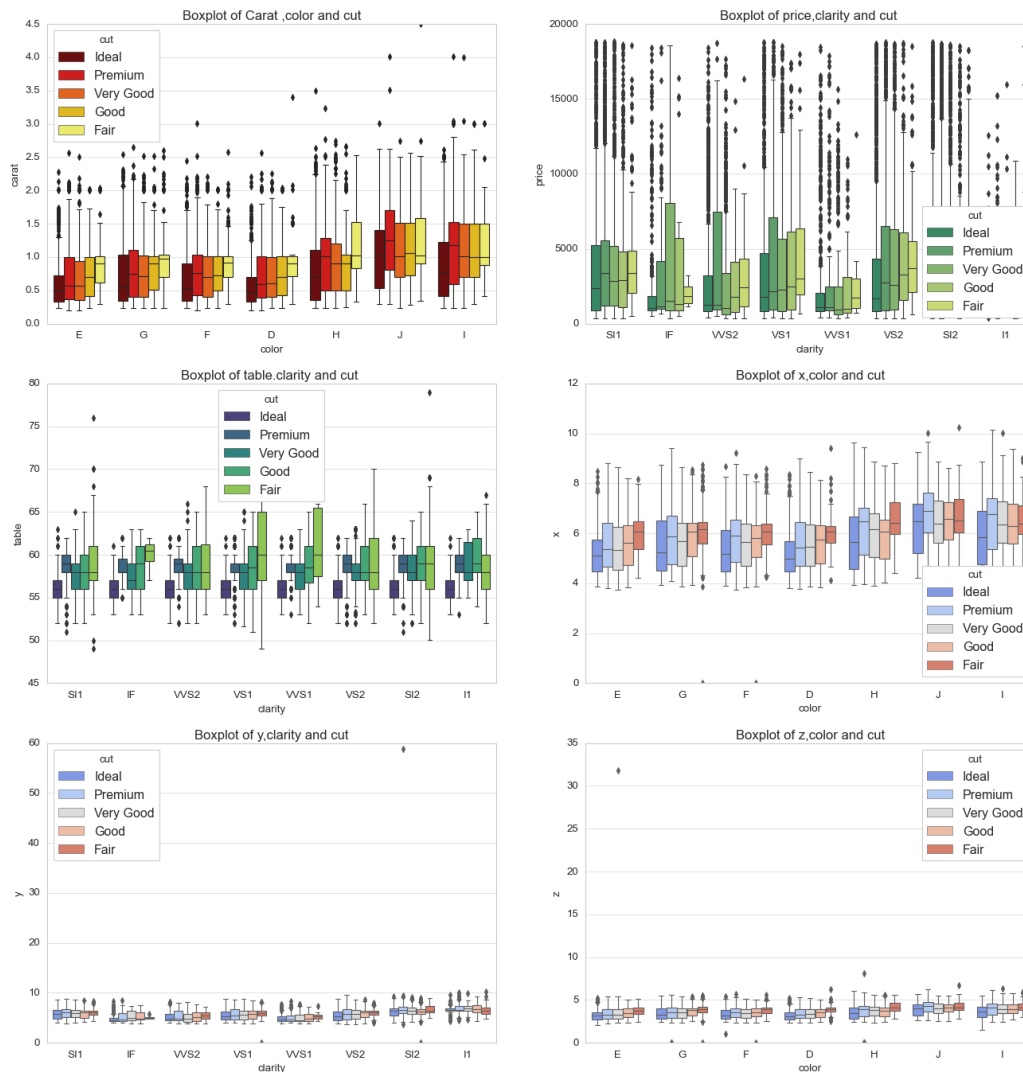 Boxplot of Carat ,color and cut
4.5
4.0
3.5
3.0
2.5
2.0
1.5
1.0
0.5
0.0
carat
cut
Ideal
Premium
Very Good
Good
Fair
E G F D H J I
color
Boxplot of price,clarity and cut
20000
15000
10000
5000
0
price
cut
Ideal
Premium
Very Good
Good
Fair
SI1 IF VVS2 VS1 VVS1 VS2 SI2 I1
clarity
Boxplot of table.clarity and cut
80
75
70
65
60
55
50
45
table
cut
Ideal
Premium
Very Good
Good
Fair
SI1 IF VVS2 VS1 VVS1 VS2 SI2 I1
clarity
Boxplot of x,color and cut
12
10
8
6
4
2
0
x
cut
Ideal
Premium
Very Good
Good
Fair
E G F D H J I
color
Boxplot of y,clarity and cut
60
50
40
30
20
10
0
y
cut
Ideal
Premium
Very Good
Good
Fair
SI1 IF VVS2 VS1 VVS1 VS2 SI2 I1
clarity
Boxplot of z,color and cut
35
30
25
20
15
10
5
0
z
cut
Ideal
Premium
Very Good
Good
Fair
E G F D H J I
color